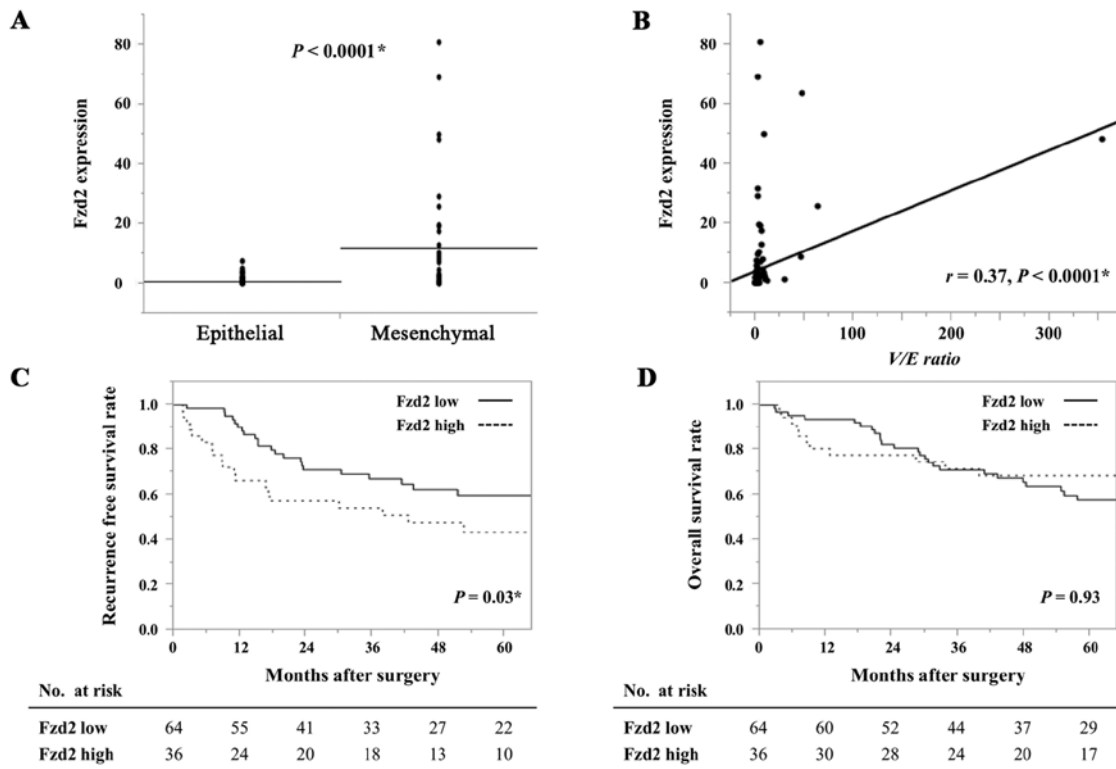 A
P < 0.0001*
Fzd2 expression
80
60
40
20
0
Epithelial
Mesenchymal
B
Fzd2 expression
80
60
40
20
0
r = 0.37, P < 0.0001*
0
100
200
300
V/E ratio
C
Recurrence free survival rate
1.0
0.8
0.6
0.4
0.2
0.0
Fzd2 low
Fzd2 high
P = 0.03*
0 12 24 36 48 60
Months after surgery
No. at risk
Fzd2 low 64 55 41 33 27 22
Fzd2 high 36 24 20 18 13 10
D
Overall survival rate
1.0
0.8
0.6
0.4
0.2
0.0
Fzd2 low
Fzd2 high
P = 0.93
0 12 24 36 48 60
Months after surgery
No. at risk
Fzd2 low 64 60 52 44 37 29
Fzd2 high 36 30 28 24 20 17